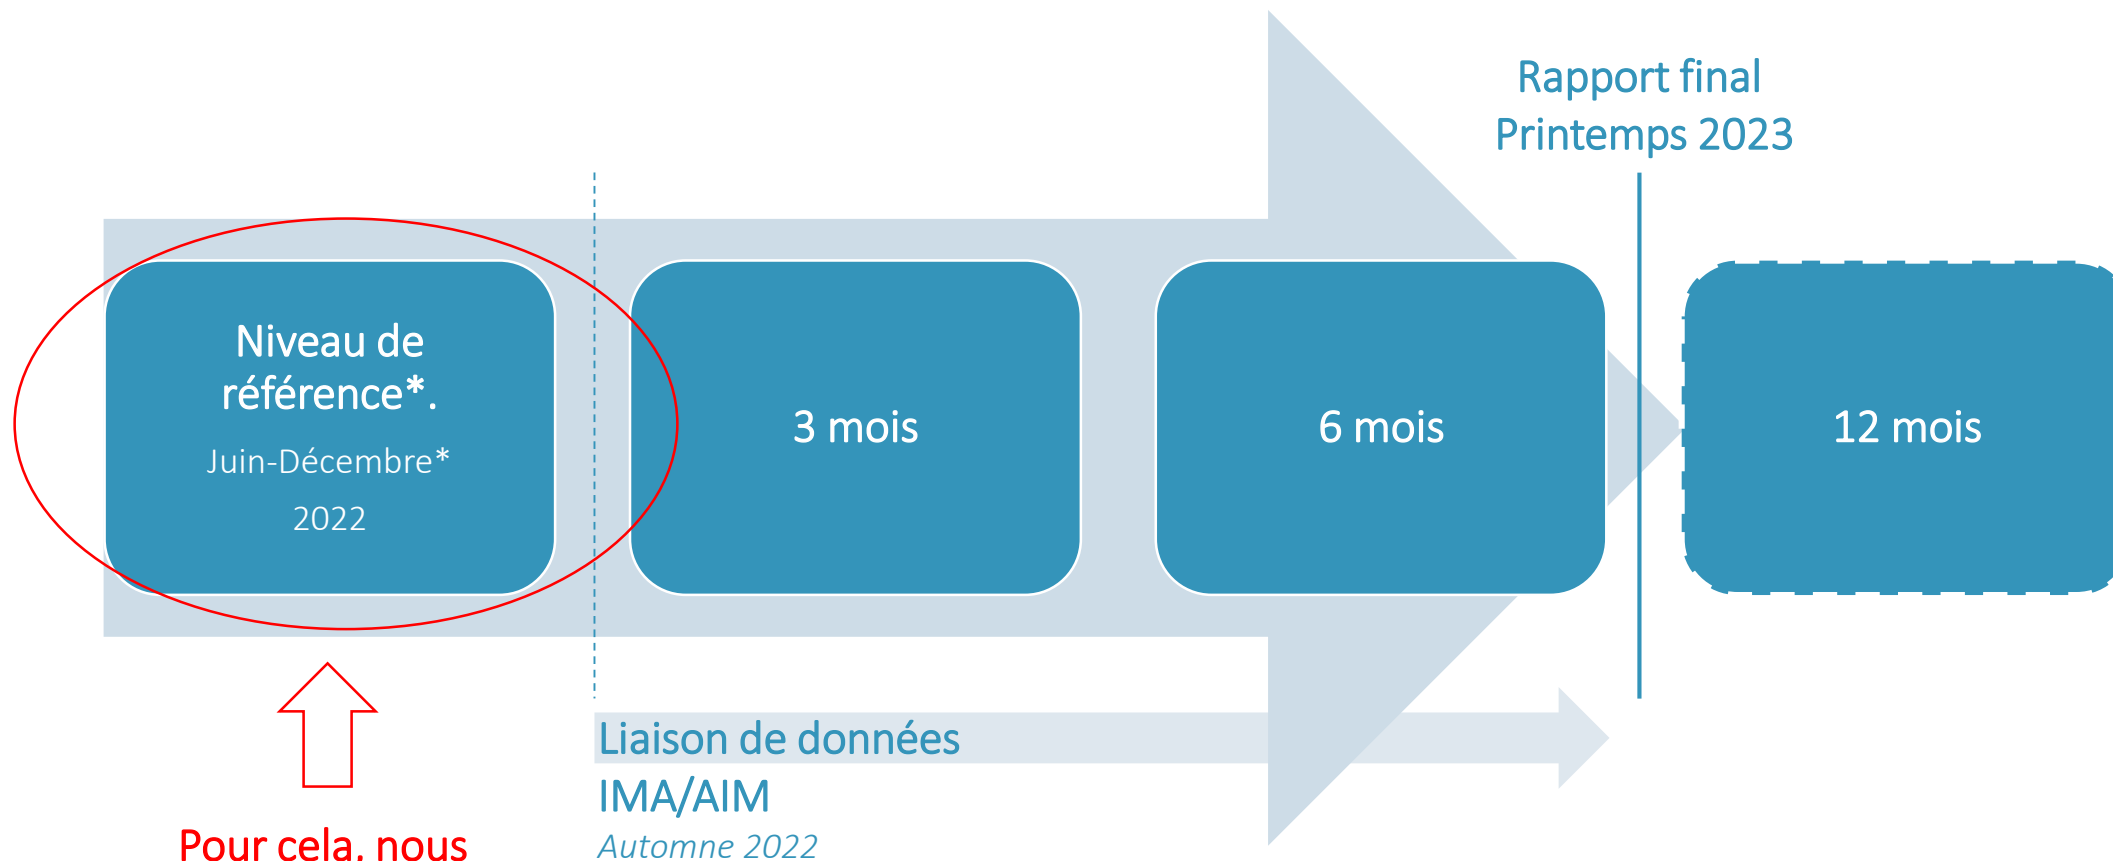 Rapport final
Printemps 2023
Niveau de
référence*.
Juin-Décembre*
2022
3 mois
6 mois
12 mois
Liaison de données
IMA/AIM
Automne 2022
Pour cela, nous